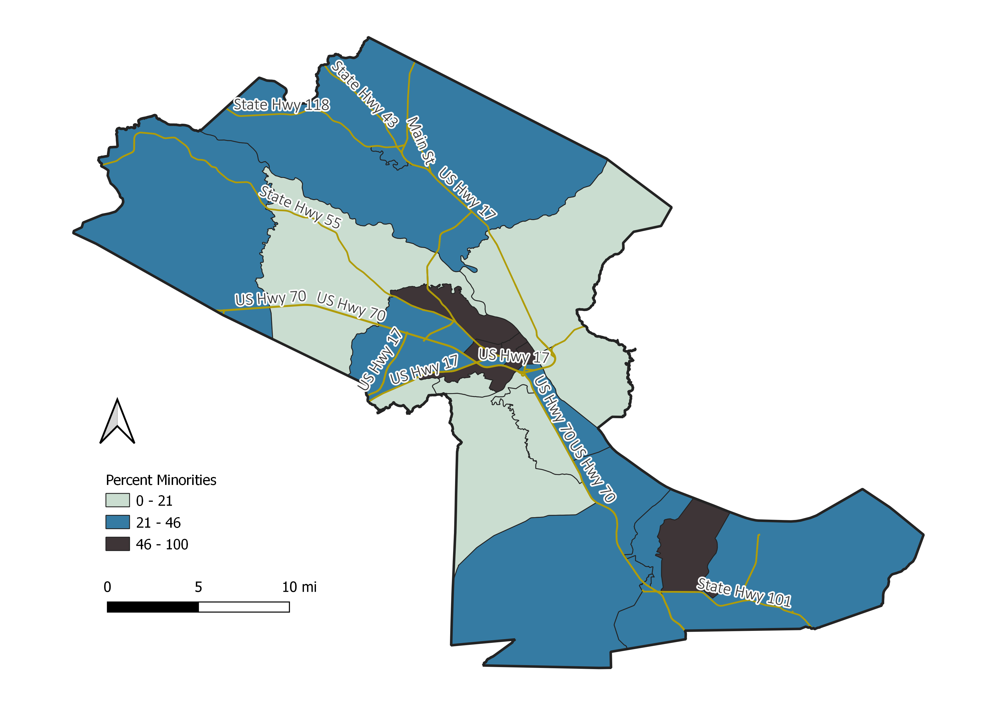 State Hwy 43
State Hwy 118
Main St
US Hwy 17
State Hwy 55
US Hwy 70
US Hwy 70
US Hwy 17
US Hwy 17
US Hwy 17
US Hwy 70
US Hwy 70
State Hwy 101
Percent Minorities
0 - 21
21 - 46
46 - 100
0 5 10 mi